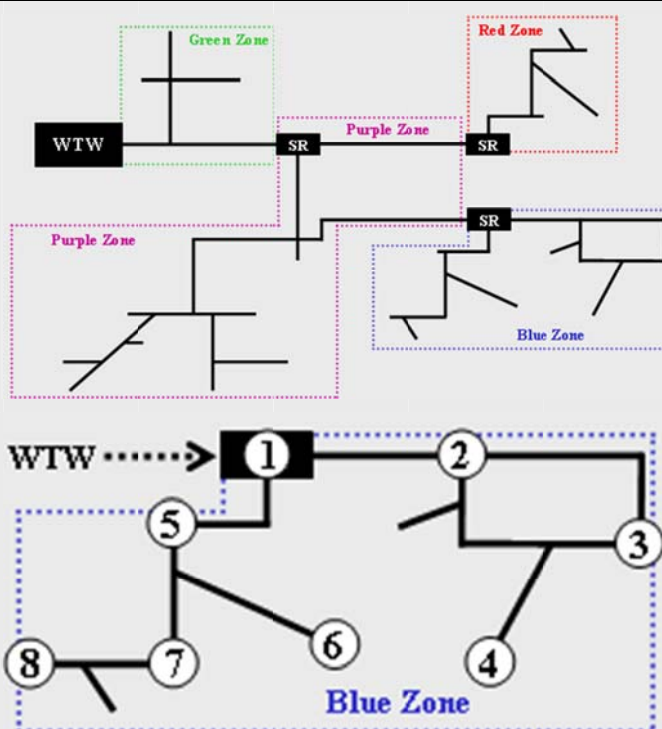 Green Zone
Red Zone
WTW
SR
Purple Zone
SR
Purple Zone
SR
Blue Zone
WTW
1
2
5
3
6
8
7
4
Blue Zone